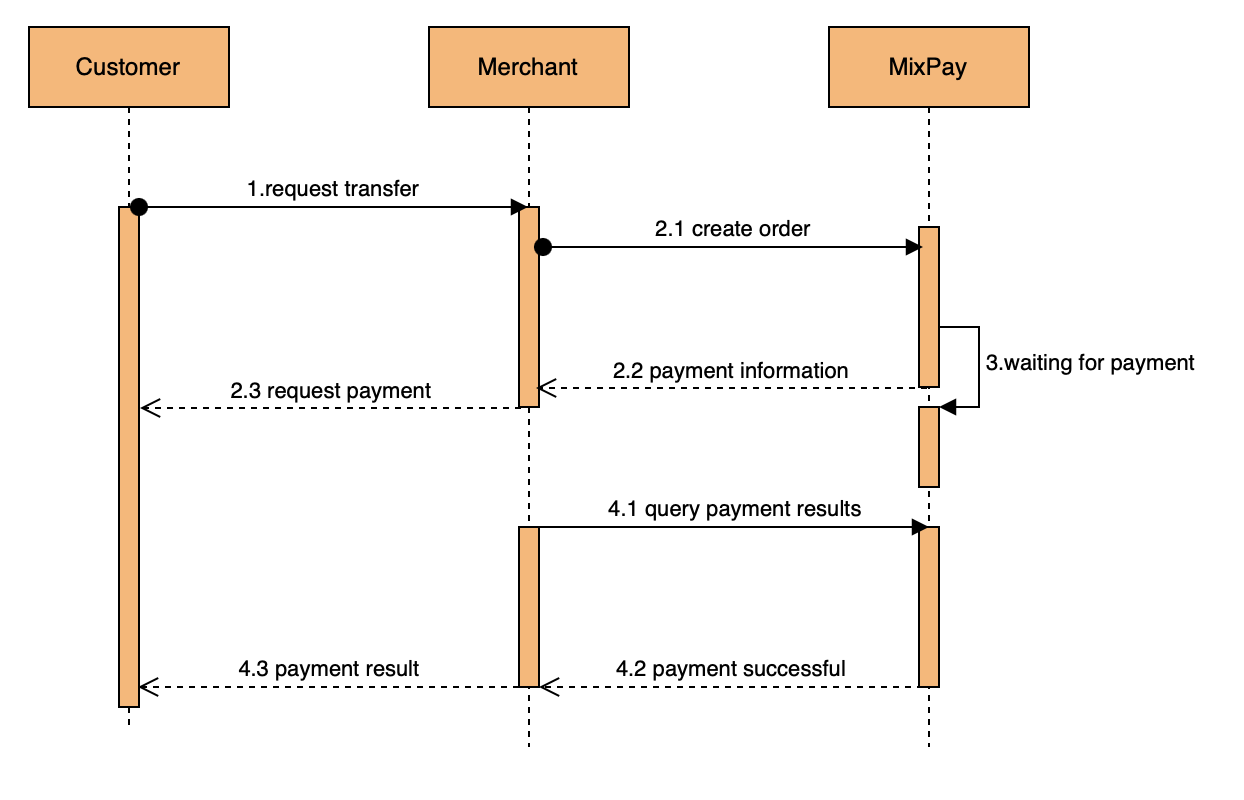 Customer
Merchant
MixPay
1.request transfer
2.1 create order
3.waiting for payment
2.2 payment information
2.3 request payment
4.1 query payment results
4.3 payment result
4.2 payment successful